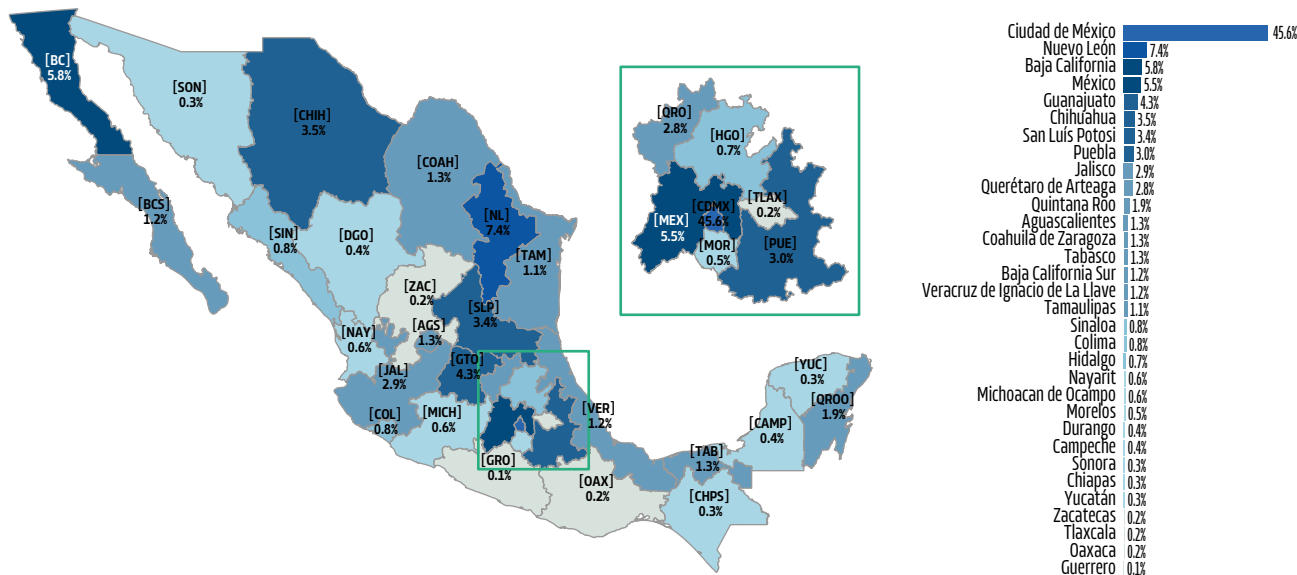 [BC]
5.8%
[SON]
0.3%
[CHIH]
3.5%
[COAH]
1.3%
[BCS]
1.2%
[SIN]
0.8%
[DGO]
0.4%
[NL]
7.4%
[TAM]
1.1%
[ZAC]
0.2%
[SLP]
3.4%
[NAY]
0.6%
[AGS]
1.3%
[JAL]
2.9%
[GTO]
4.3%
[COL]
0.8%
[MICH]
0.6%
[GRO]
0.1%
[OAX]
0.2%
[VER]
1.2%
[TAB]
1.3%
[CHPS]
0.3%
[CAMP]
0.4%
[YUC]
0.3%
[QROO]
1.9%
[QRO]
2.8%
[HGO]
0.7%
[MEX]
5.5%
[CDMX]
45.6%
[TLAX]
0.2%
[MOR]
0.5%
[PUE]
3.0%
Ciudad de México 45.6%
Nuevo León 7.4%
Baja California 5.8%
México 5.5%
Guanajuato 4.3%
Chihuahua 3.5%
San Luís Potosi 3.4%
Puebla 3.0%
Jalisco 2.9%
Querétaro de Arteaga 2.8%
Quintana Roo 1.9%
Aguascalientes 1.3%
Coahuila de Zaragoza 1.3%
Tabasco 1.3%
Baja California Sur 1.2%
Veracruz de Ignacio de La Llave 1.2%
Tamaulipas 1.1%
Sinaloa 0.8%
Colima 0.8%
Hidalgo 0.7%
Nayarit 0.6%
Michoacan de Ocampo 0.6%
Morelos 0.5%
Durango 0.4%
Campeche 0.4%
Sonora 0.3%
Chiapas 0.3%
Yucatán 0.3%
Zacatecas 0.2%
Tlaxcala 0.2%
Oaxaca 0.2%
Guerrero 0.1%